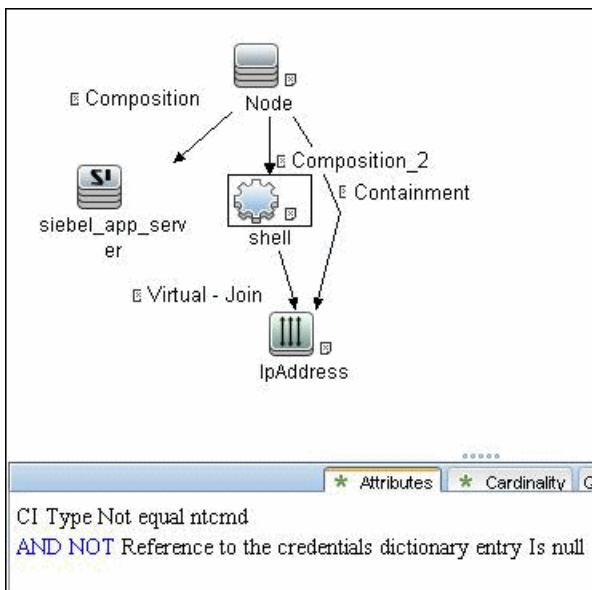 Node
Composition
Composition_2
Containment
siebel_app_serv
er
shell
Virtual - Join
IpAddress
Attributes
Cardinality
Q
CI Type Not equal ntcmd
AND NOT Reference to the credentials dictionary entry Is null